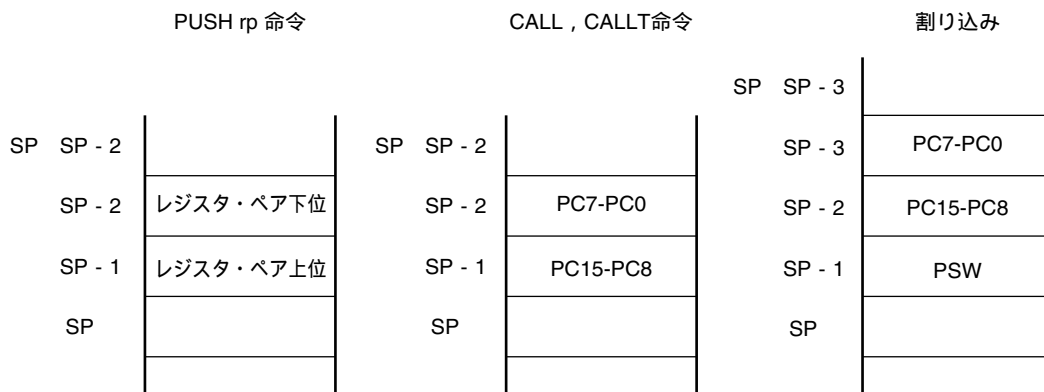 PUSH rp 命令
SP SP - 2
SP - 2 レジスタ・ペア下位
SP - 1 レジスタ・ペア上位
SP
CALL , CALLT命令
SP SP - 2
SP - 2 PC7-PC0
SP - 1 PC15-PC8
SP
割り込み
SP SP - 3
SP - 3 PC7-PC0
SP - 2 PC15-PC8
SP - 1 PSW
SP